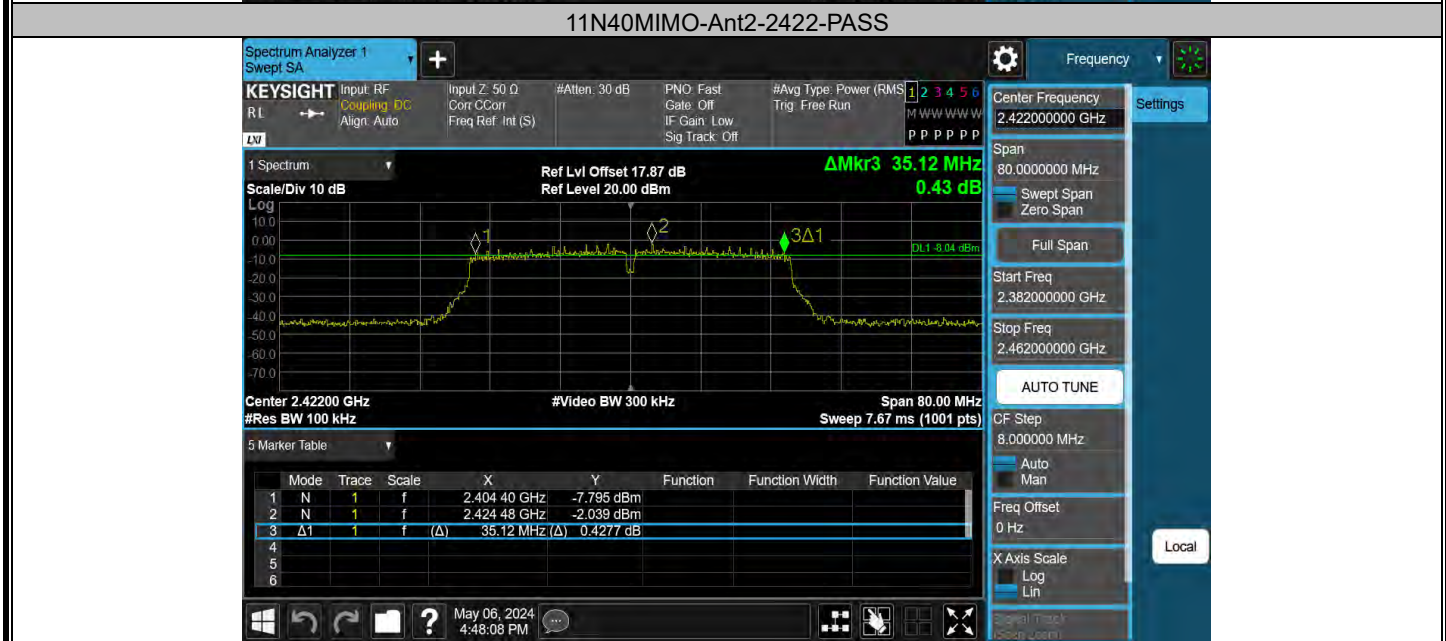 11N40MIMO-Ant2-2422-PASS
Spectrum Analyzer 1
Swept SA
+
Frequency
KEYSIGHT
RL
LXI
Input: RF
Coupling: DC
Align: Auto
Input Z: 50 Ω
Corr CCorr
Freq Ref: Int (S)
#Atten: 30 dB
PNO: Fast
Gate: Off
IF Gain: Low
Sig Track: Off
#Avg Type: Power (RMS
Trig: Free Run
1 2 3 4 5 6
M W W W W W
P P P P P P
1 Spectrum
Scale/Div 10 dB
Ref Lvl Offset 17.87 dB
Ref Level 20.00 dBm
ΔMkr3 35.12 MHz
0.43 dB
Log
10.0
0.00
-10.0
-20.0
-30.0
-40.0
-50.0
-60.0
-70.0
1
2
3Δ1
DL1 -8.04 dBm
Center 2.42200 GHz
#Video BW 300 kHz
Span 80.00 MHz
#Res BW 100 kHz
Sweep 7.67 ms (1001 pts)
5 Marker Table
Mode Trace Scale X Y Function Function Width Function Value
1 N 1 f 2.404 40 GHz -7.795 dBm
2 N 1 f 2.424 48 GHz -2.039 dBm
3 Δ1 1 f (Δ) 35.12 MHz (Δ) 0.4277 dB
4
5
6
?
May 06, 2024
4:48:08 PM
Center Frequency
2.422000000 GHz
Settings
Span
80.0000000 MHz
Swept Span
Zero Span
Full Span
Start Freq
2.382000000 GHz
Stop Freq
2.462000000 GHz
AUTO TUNE
CF Step
8.000000 MHz
Auto
Man
Freq Offset
0 Hz
X Axis Scale
Log
Lin
Local
Signal Track
(Span Zoom)